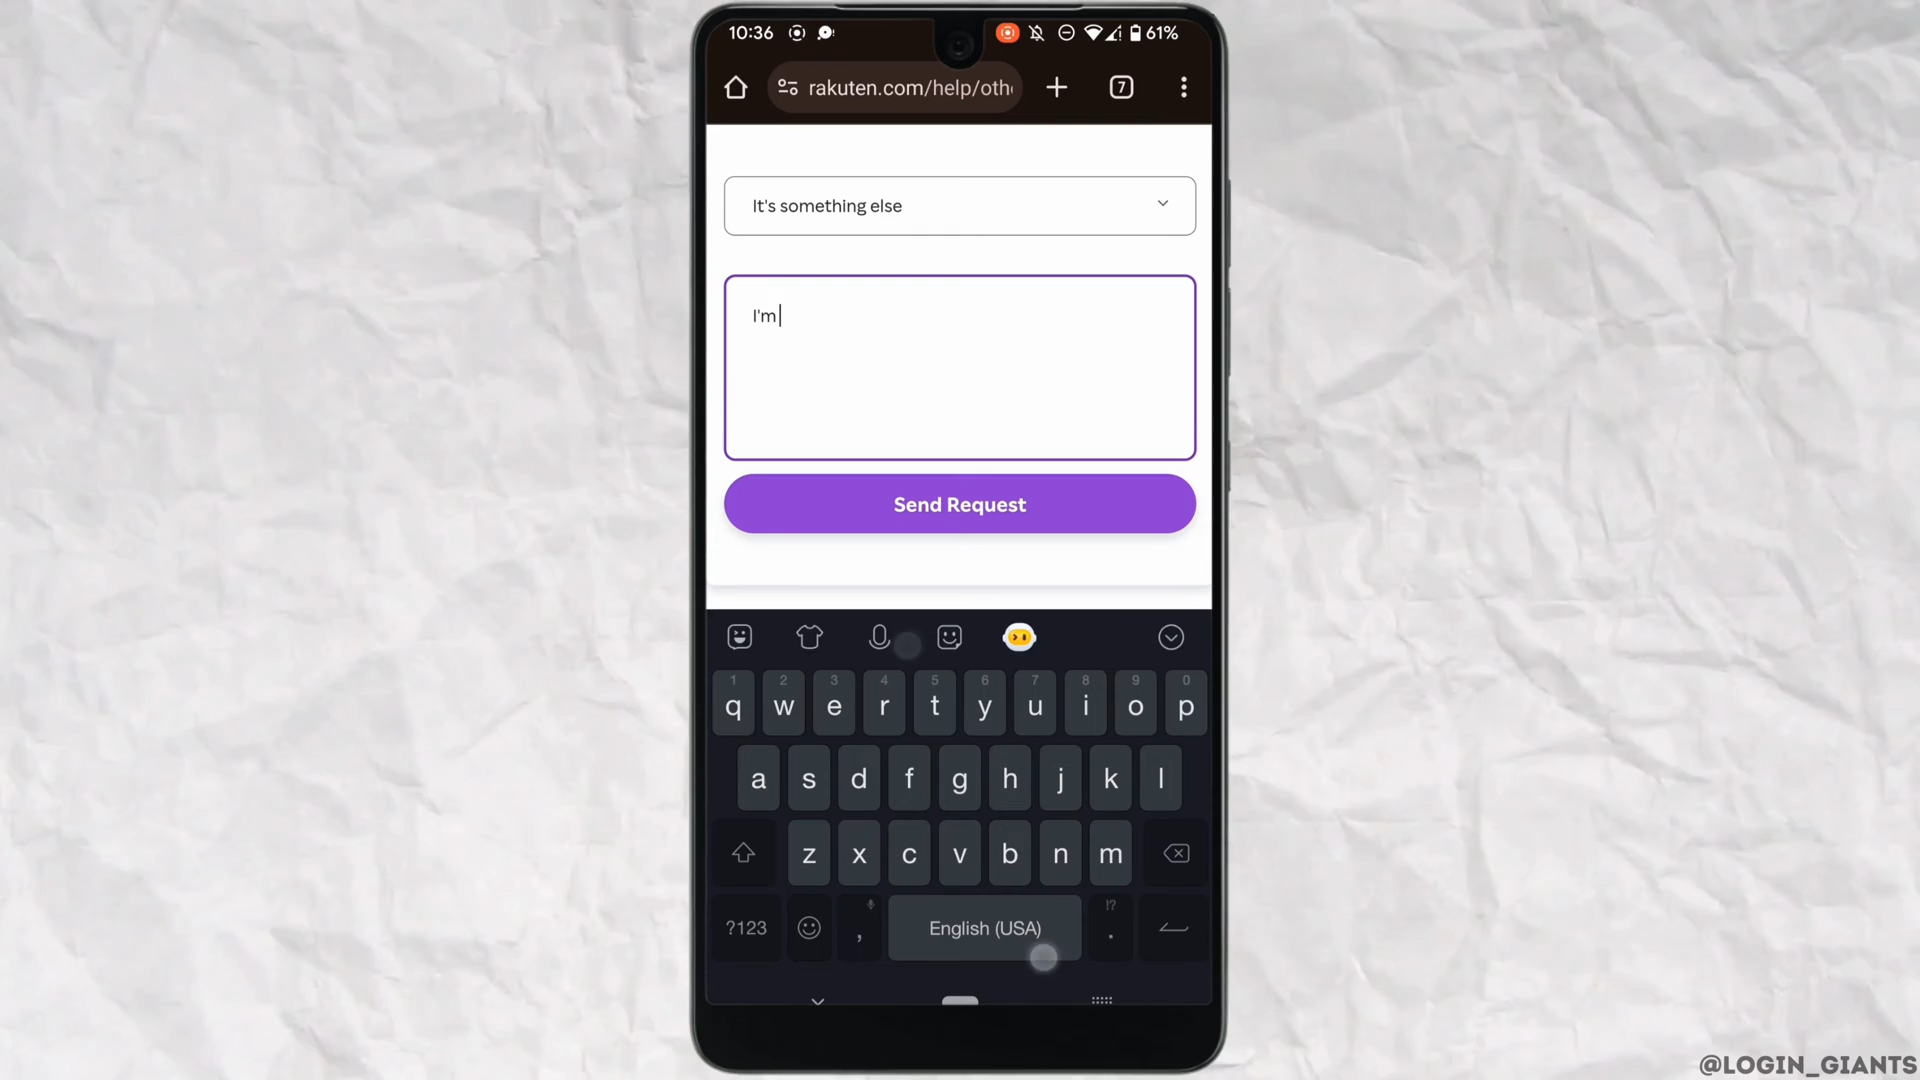 10:36
61%
rakuten.com/help/oth
7
It's something else
I'm
Send Request
1 2 3 4 5 6 7 8 9 0
q w e r t y u i o p
a s d f g h j k l
z x c v b n m
!?
?123 , English (USA) .
@LOGIN_GIANTS